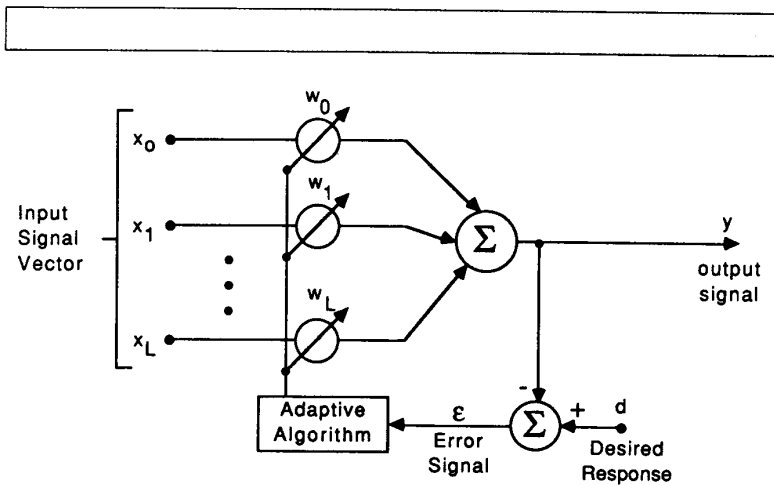 w0
x0
Input
Signal
Vector
w1
x1
Σ
y
output
signal
wL
xL
-
Adaptive
Algorithm
ε
Error
Signal
Σ
+
d
Desired
Response